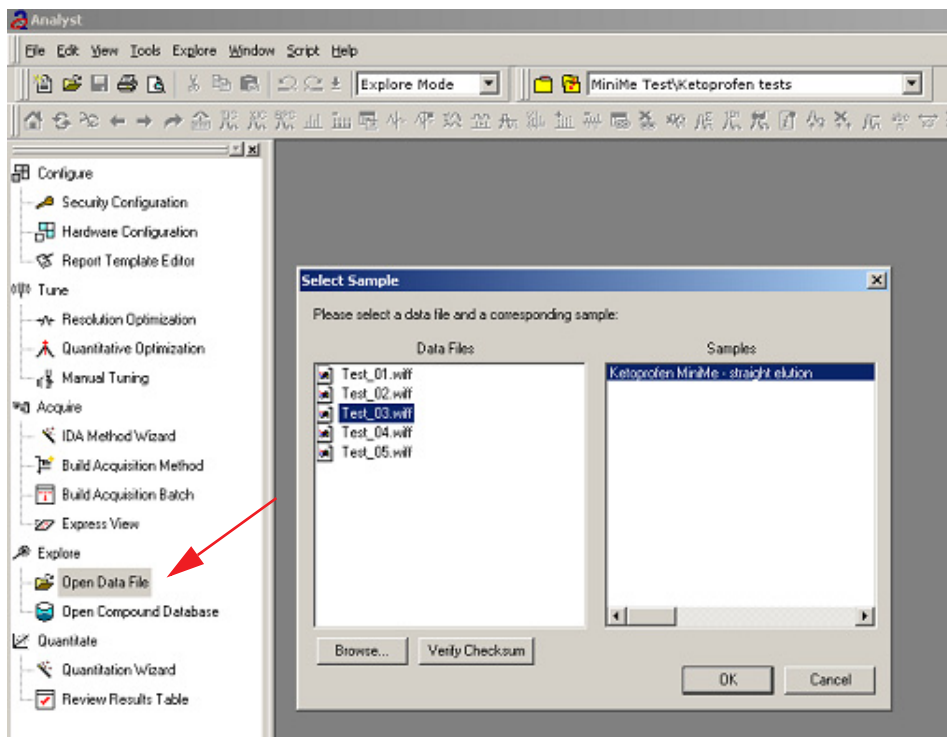 Analyst
File Edit View Tools Explore Window Script Help
Explore Mode MiniMe Test\Ketoprofen tests
Configure
Security Configuration
Hardware Configuration
Report Template Editor
Tune
Resolution Optimization
Quantitative Optimization
Manual Tuning
Acquire
IDA Method Wizard
Build Acquisition Method
Build Acquisition Batch
Express View
Explore
Open Data File
Open Compound Database
Quantitate
Quantitation Wizard
Review Results Table
Select Sample
Please select a data file and a corresponding sample:
Data Files
Test_01.wiff
Test_02.wiff
Test_03.wiff
Test_04.wiff
Test_05.wiff
Samples
Ketoprofen MiniMe - straight elution
Browse... Verify Checksum
OK Cancel